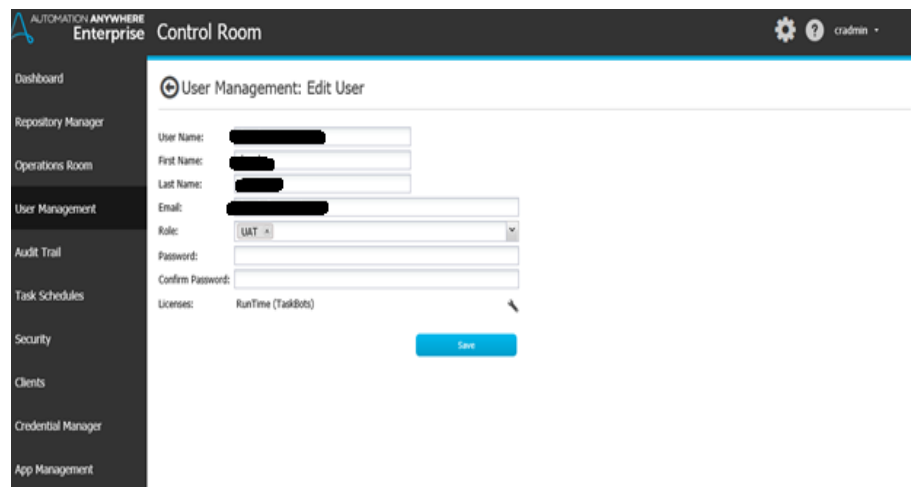 AUTOMATION ANYWHERE
Enterprise
Control Room
cradmin
Dashboard
Repository Manager
Operations Room
User Management
Audit Trail
Task Schedules
Security
Clients
Credential Manager
App Management
User Management: Edit User
User Name:
First Name:
Last Name:
Email:
Role: UAT
Password:
Confirm Password:
Licenses: RunTime (TaskBots)
Save